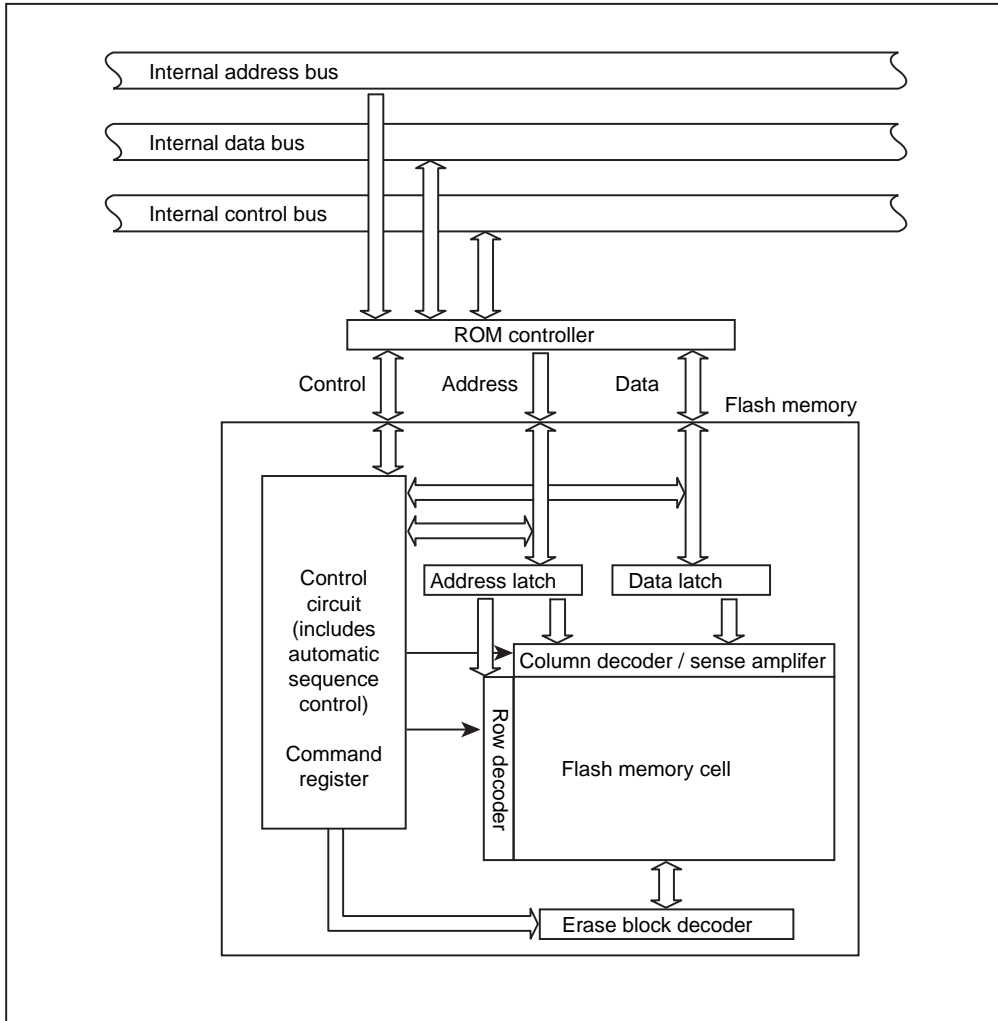 Internal address bus
Internal data bus
Internal control bus
ROM controller
Control
Address
Data
Flash memory
Control
circuit
(includes
automatic
sequence
control)
Command
register
Address latch
Data latch
Column decoder / sense amplifer
Row decoder
Flash memory cell
Erase block decoder